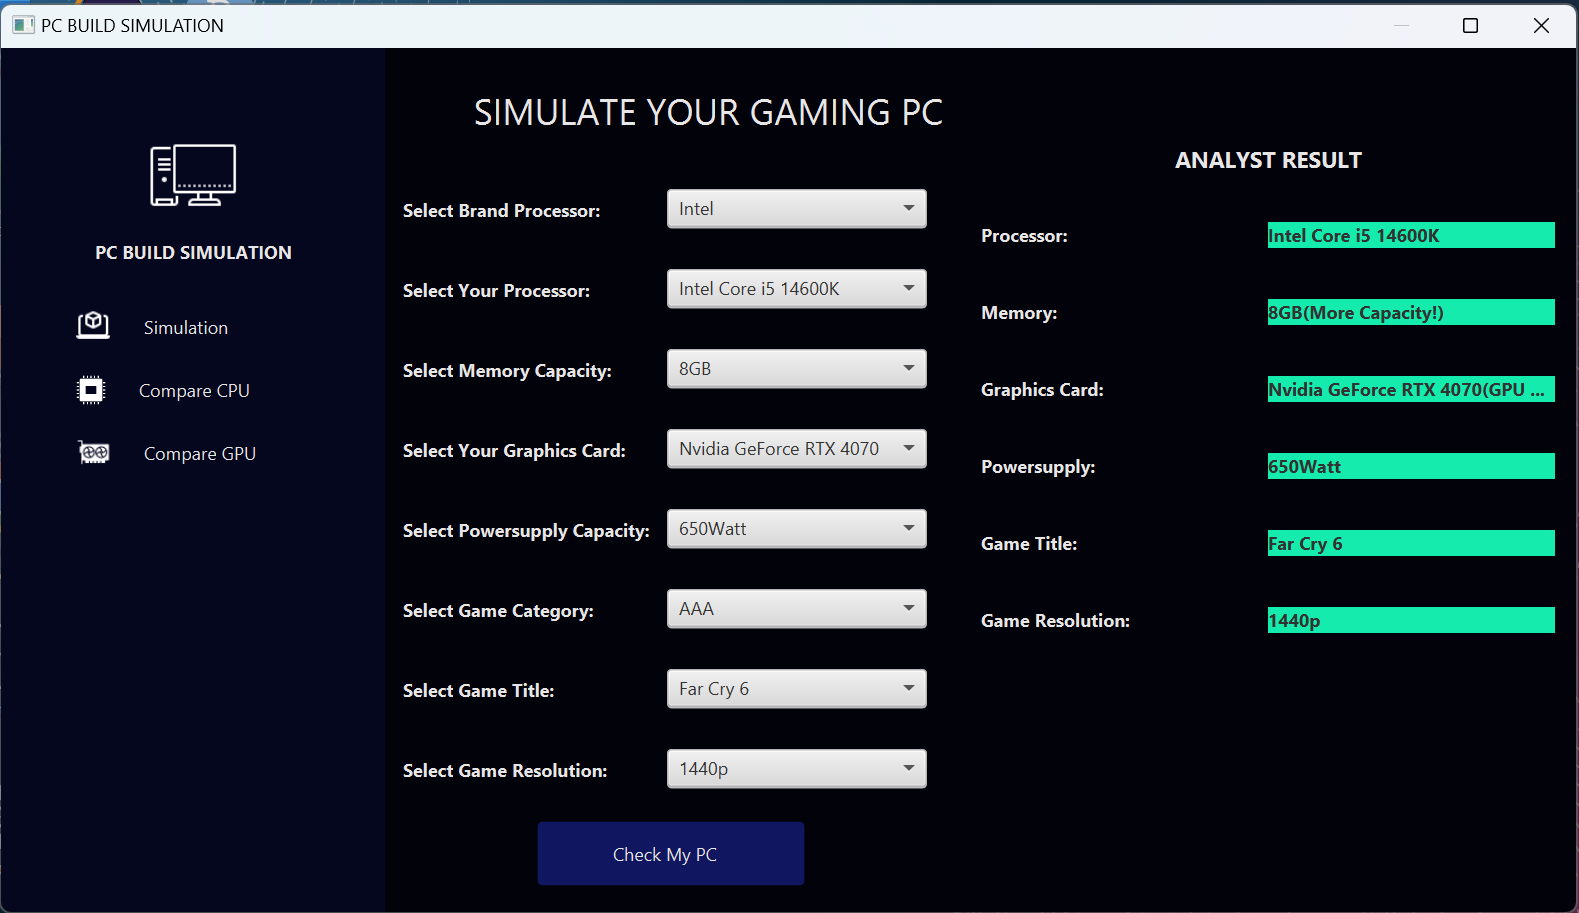 PC BUILD SIMULATION
PC BUILD SIMULATION
Simulation
Compare CPU
Compare GPU
SIMULATE YOUR GAMING PC
Select Brand Processor:
Intel
Select Your Processor:
Intel Core i5 14600K
Select Memory Capacity:
8GB
Select Your Graphics Card:
Nvidia GeForce RTX 4070
Select Powersupply Capacity:
650Watt
Select Game Category:
AAA
Select Game Title:
Far Cry 6
Select Game Resolution:
1440p
Check My PC
ANALYST RESULT
Processor:
Intel Core i5 14600K
Memory:
8GB(More Capacity!)
Graphics Card:
Nvidia GeForce RTX 4070(GPU ...
Powersupply:
650Watt
Game Title:
Far Cry 6
Game Resolution:
1440p